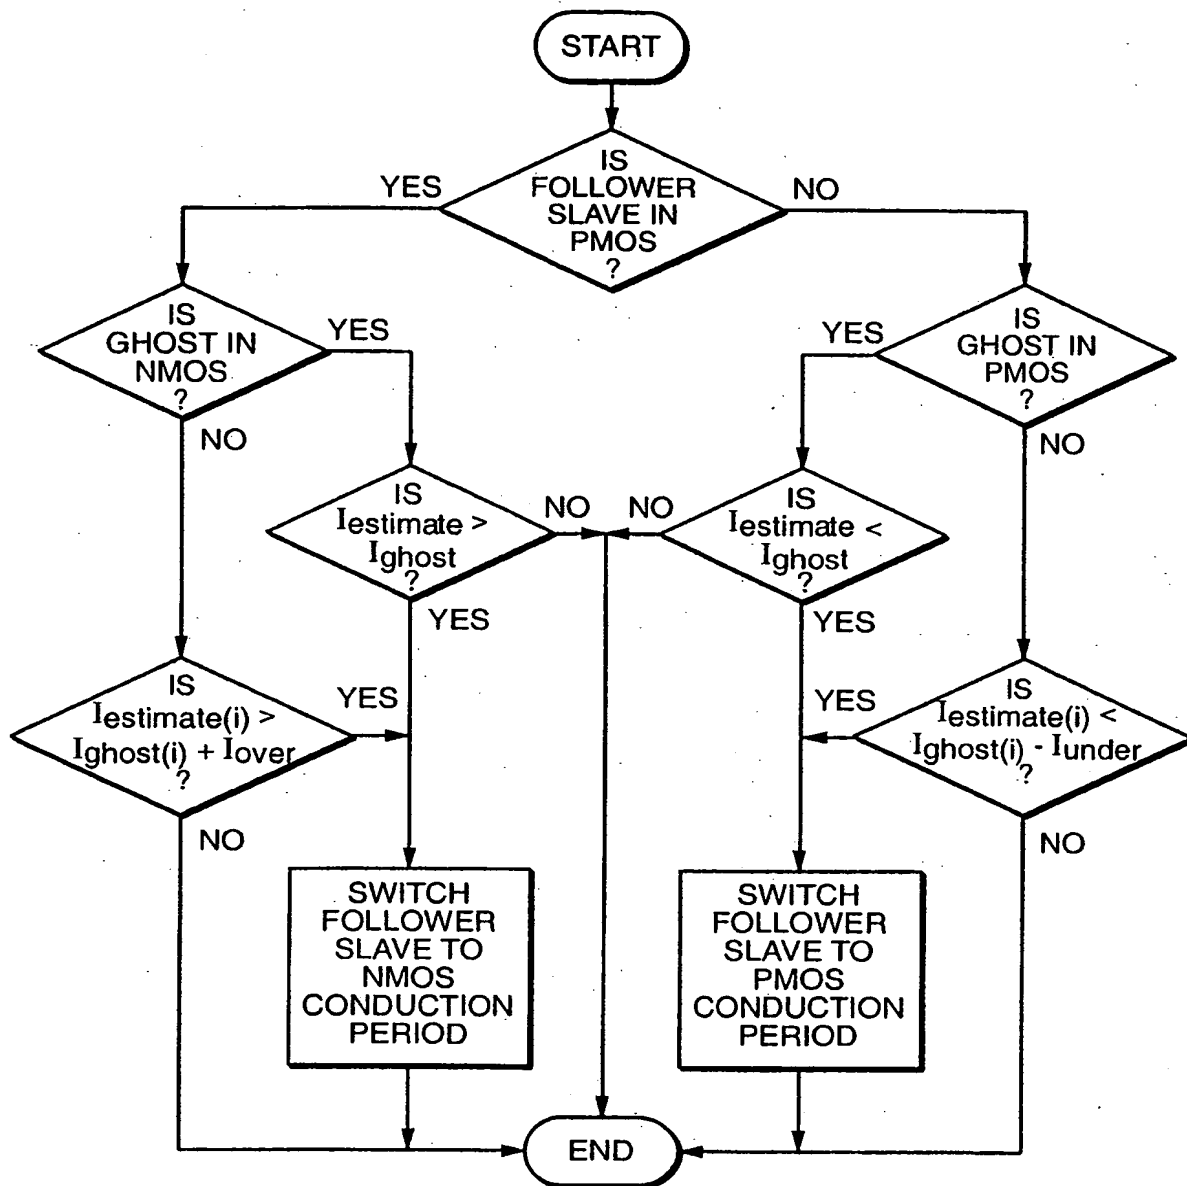 START
IS
FOLLOWER
SLAVE IN
PMOS
?
YES
NO
IS
GHOST IN
NMOS
?
YES
NO
IS
GHOST IN
PMOS
?
YES
NO
IS
Iestimate >
Ighost
?
NO
YES
IS
Iestimate <
Ighost
?
NO
YES
IS
Iestimate(i) >
Ighost(i) + Iover
?
YES
NO
IS
Iestimate(i) <
Ighost(i) - Iunder
?
YES
NO
SWITCH
FOLLOWER
SLAVE TO
NMOS
CONDUCTION
PERIOD
SWITCH
FOLLOWER
SLAVE TO
PMOS
CONDUCTION
PERIOD
END